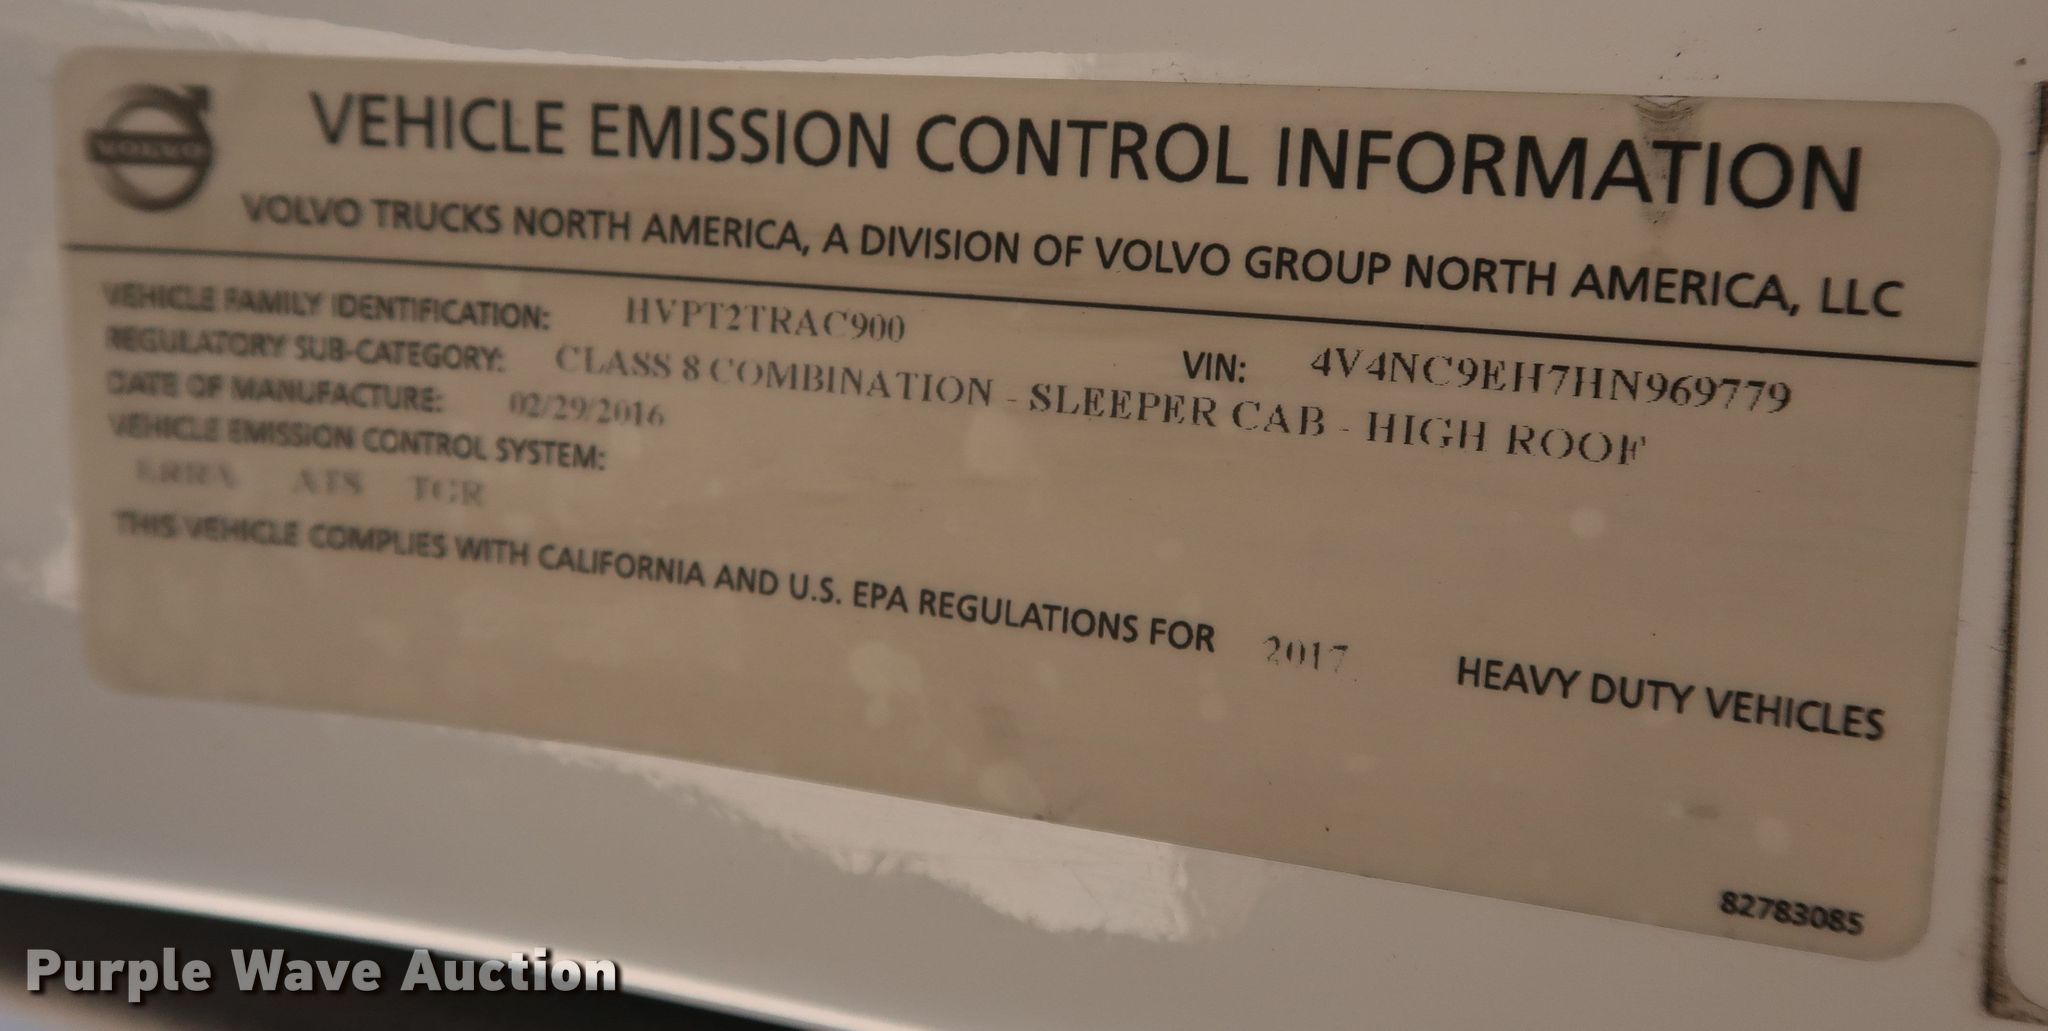 VOLVO
VEHICLE EMISSION CONTROL INFORMATION
VOLVO TRUCKS NORTH AMERICA, A DIVISION OF VOLVO GROUP NORTH AMERICA, LLC
VEHICLE FAMILY IDENTIFICATION: HVPT2TRAC900
VIN: 4V4NC9EH7HN969779
REGULATORY SUB-CATEGORY: CLASS 8 COMBINATION - SLEEPER CAB - HIGH ROOF
DATE OF MANUFACTURE: 02/29/2016
VEHICLE EMISSION CONTROL SYSTEM:
ATS TGR
THIS VEHICLE COMPLIES WITH CALIFORNIA AND U.S. EPA REGULATIONS FOR 2017 HEAVY DUTY VEHICLES
82783085
Purple Wave Auction